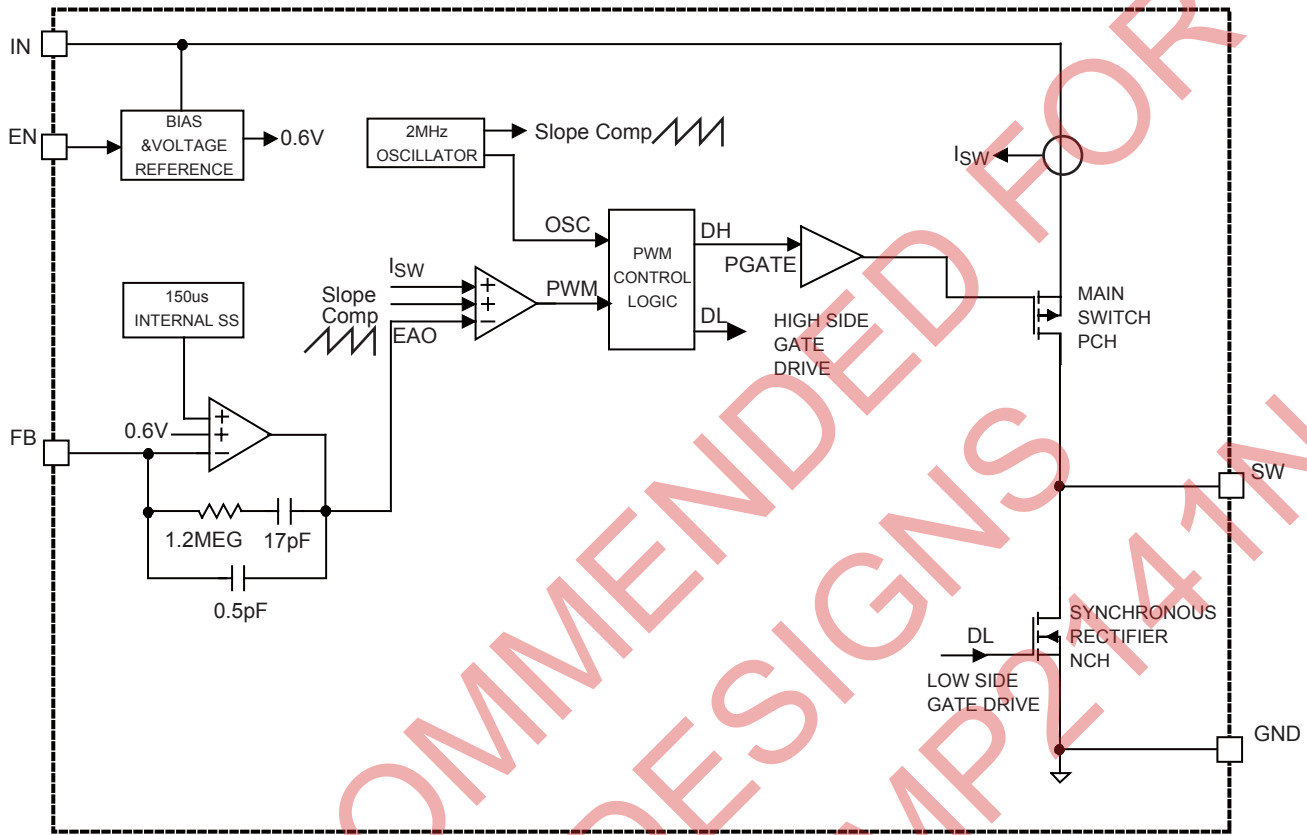 IN
EN
BIAS
&VOLTAGE
REFERENCE
0.6V
2MHz
OSCILLATOR
Slope Comp
ISW
OSC
ISW
Slope
Comp
EAO
PWM
PWM
CONTROL
LOGIC
DH
DL
PGATE
HIGH SIDE
GATE
DRIVE
MAIN
SWITCH
PCH
150us
INTERNAL SS
FB
0.6V
+
+
-
+
+
-
1.2MEG
17pF
0.5pF
SW
SYNCHRONOUS
RECTIFIER
NCH
DL
LOW SIDE
GATE DRIVE
GND
OMMENDED FOR
DESIGNS
MP2141N